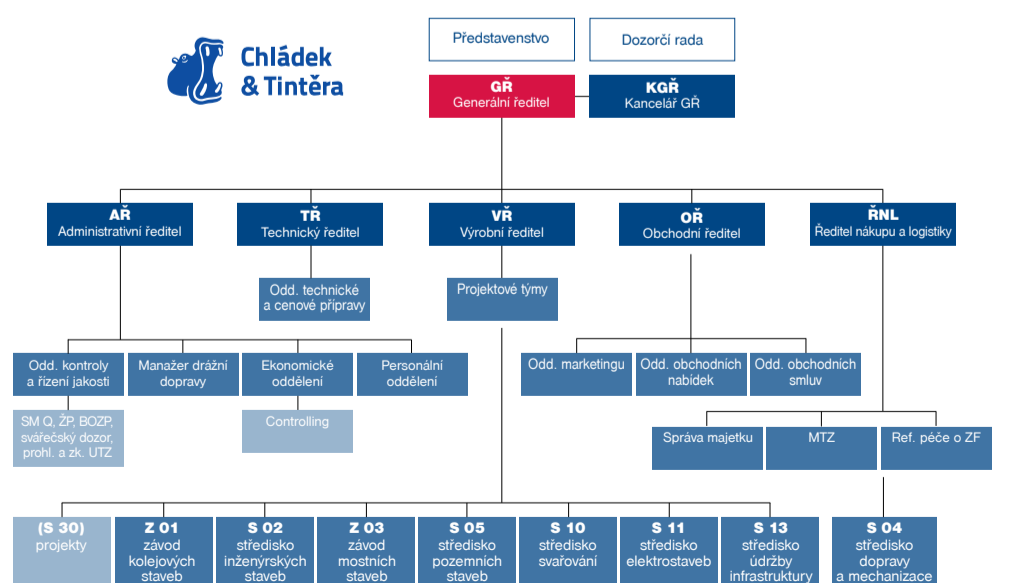 Chládek
& Tintěra
Představenstvo
Dozorčí rada
GŘ
Generální ředitel
KGŘ
Kancelář GŘ
AŘ
Administrativní ředitel
TŘ
Technický ředitel
VŘ
Výrobní ředitel
OŘ
Obchodní ředitel
ŘNL
Ředitel nákupu a logistiky
Odd. technické
a cenové přípravy
Projektové týmy
Odd. kontroly
a řízení jakosti
Manažer drážní
dopravy
Ekonomické
oddělení
Personální
oddělení
Odd. marketingu
Odd. obchodních
nabídek
Odd. obchodních
smluv
SM Q, ŽP, BOZP,
svářečský dozor,
prohl. a zk. UTZ
Controlling
Správa majetku
MTZ
Ref. péče o ZF
(S 30)
projekty
Z 01
závod
kolejových
staveb
S 02
středisko
inženýrských
staveb
Z 03
závod
mostních
staveb
S 05
středisko
pozemních
staveb
S 10
středisko
svařování
S 11
středisko
elektrostaveb
S 13
středisko
údržby
infrastruktury
S 04
středisko
dopravy
a mechanizace